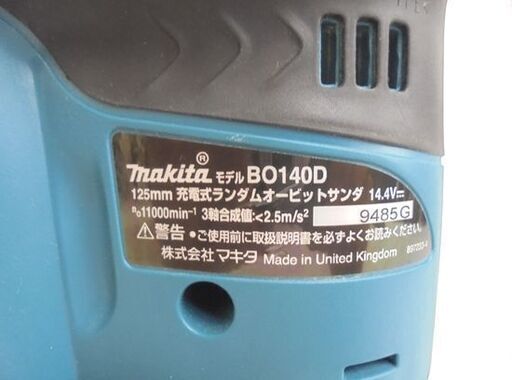 makita® モデル BO140D
125mm 充電式ランダムオービットサンダ 14.4V⎓
n₀11000min⁻¹ 3軸合成値:<2.5m/s² 9485G
⚠警告 • ご使用前に取扱説明書を必ずよくお読みください。
株式会社 マキタ Made in United Kingdom